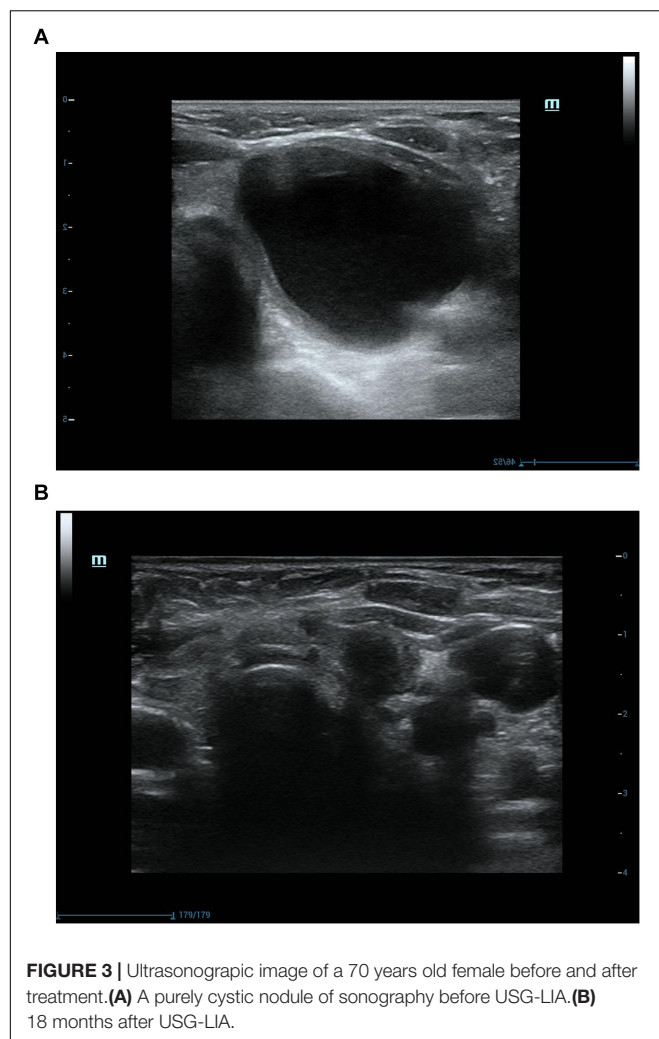 A
m
0
1
2
3
4
5
46/52
B
m
0
1
2
3
4
179/179
FIGURE 3 | Ultrasonograpic image of a 70 years old female before and after
treatment.(A) A purely cystic nodule of sonography before USG-LIA.(B)
18 months after USG-LIA.